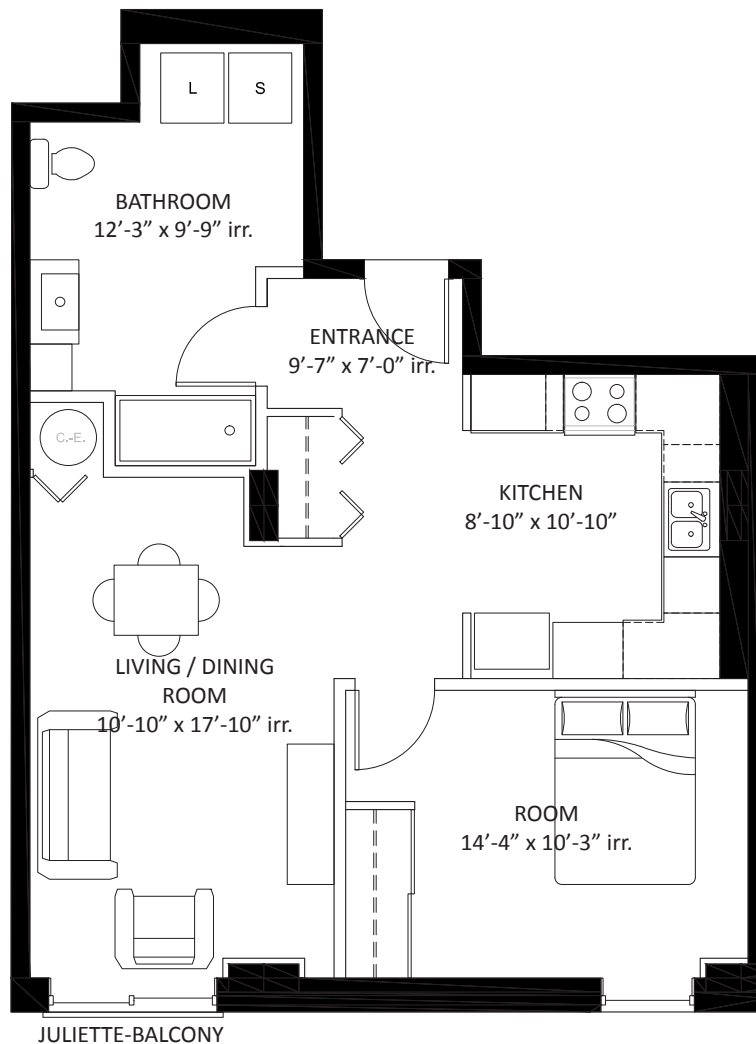 L S
BATHROOM
12’-3” x 9’-9” irr.
ENTRANCE
9’-7” x 7’-0” irr.
C.-E.
KITCHEN
8’-10” x 10’-10”
LIVING / DINING
ROOM
10’-10” x 17’-10” irr.
ROOM
14’-4” x 10’-3” irr.
JULIETTE-BALCONY